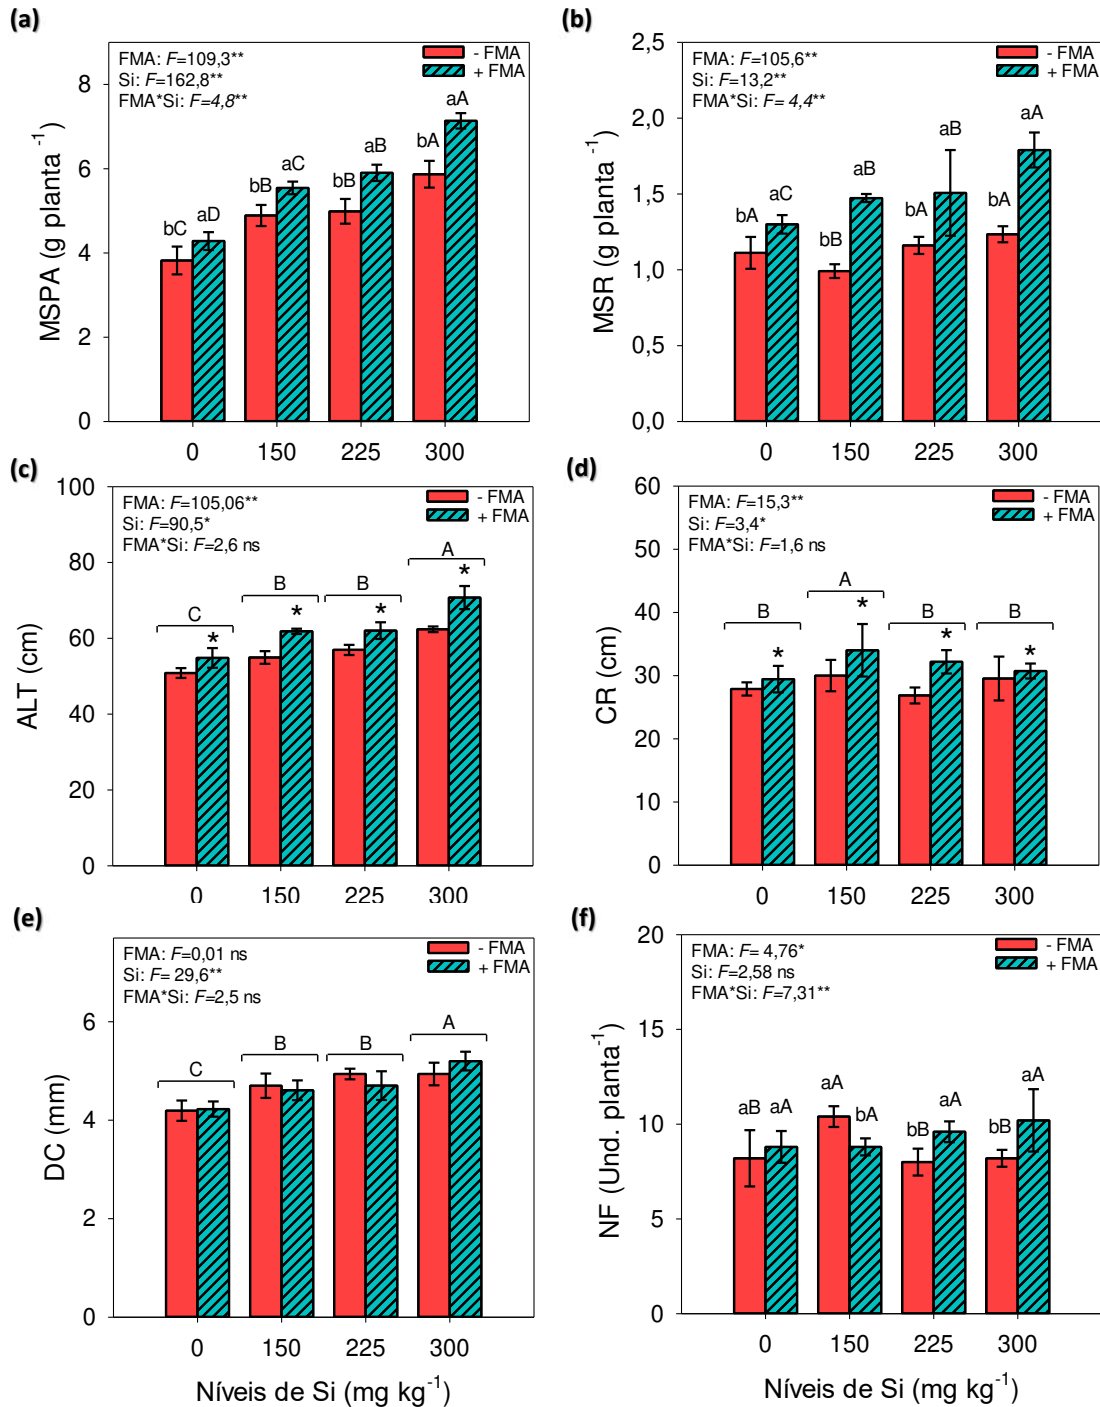 (a)
FMA: F=109,3**
Si: F=162,8**
FMA*Si: F=4,8**
- FMA
+ FMA
8
6
4
2
0
MSPA (g planta -1)
bC
aD
bB
aC
bB
aB
bA
aA
0 150 225 300
(b)
FMA: F=105,6**
Si: F=13,2**
FMA*Si: F= 4,4**
- FMA
+ FMA
2,5
2,0
1,5
1,0
0,5
0,0
MSR (g planta -1)
bA
aC
bB
aB
bA
aB
bA
aA
0 150 225 300
(c)
FMA: F=105,06**
Si: F=90,5*
FMA*Si: F=2,6 ns
- FMA
+ FMA
100
80
60
40
20
0
ALT (cm)
C
*
B
*
B
*
A
*
0 150 225 300
(d)
FMA: F=15,3**
Si: F=3,4*
FMA*Si: F=1,6 ns
- FMA
+ FMA
60
50
40
30
20
10
0
CR (cm)
B
*
A
*
B
*
B
*
0 150 225 300
(e)
FMA: F=0,01 ns
Si: F= 29,6**
FMA*Si: F=2,5 ns
- FMA
+ FMA
6
4
2
0
DC (mm)
C
B
B
A
0 150 225 300
Níveis de Si (mg kg-1)
(f)
FMA: F= 4,76*
Si: F=2,58 ns
FMA*Si: F=7,31**
- FMA
+ FMA
20
15
10
5
0
NF (Und. planta-1)
aB
aA
aA
bA
bB
aA
bB
aA
0 150 225 300
Níveis de Si (mg kg-1)